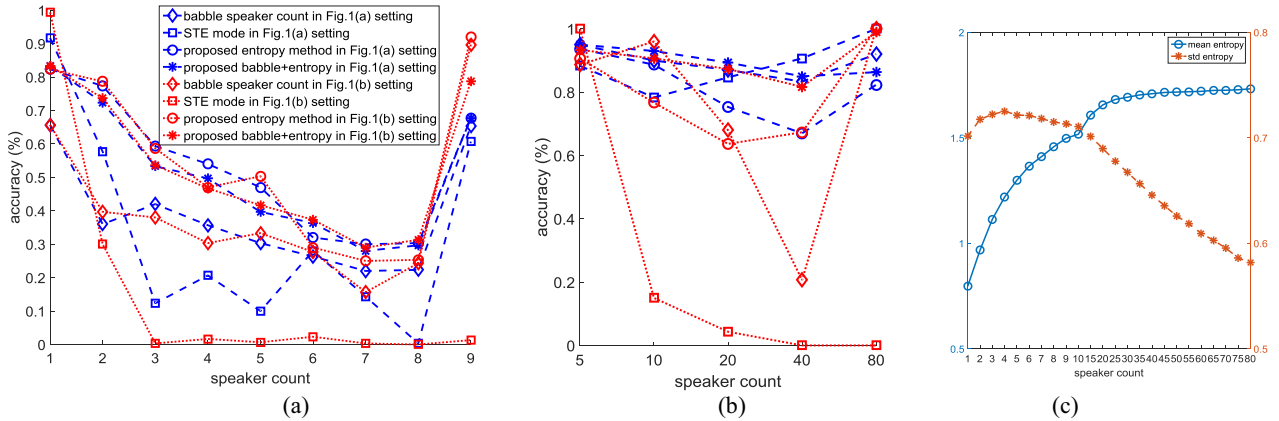 babble speaker count in Fig.1(a) setting
STE mode in Fig.1(a) setting
proposed entropy method in Fig.1(a) setting
proposed babble+entropy in Fig.1(a) setting
babble speaker count in Fig.1(b) setting
STE mode in Fig.1(b) setting
proposed entropy method in Fig.1(b) setting
proposed babble+entropy in Fig.1(b) setting
accuracy (%)
1
0.9
0.8
0.7
0.6
0.5
0.4
0.3
0.2
0.1
0
1 2 3 4 5 6 7 8 9
speaker count
(a)
accuracy (%)
1
0.8
0.6
0.4
0.2
0
5 10 20 40 80
speaker count
(b)
mean entropy
std entropy
2
1.5
1
0.5
0.8
0.7
0.6
0.5
1 2 3 4 5 6 7 8 9 10 15 20 25 30 35 40 45 50 55 60 65 70 75 80
speaker count
(c)